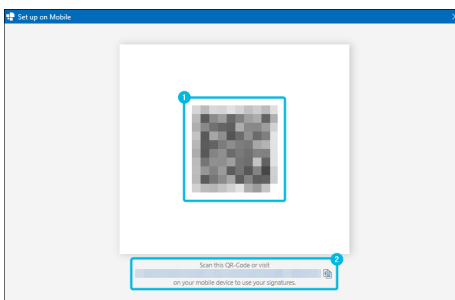 Set up on Mobile
1
2
Scan this QR-Code or visit
on your mobile device to use your signatures.